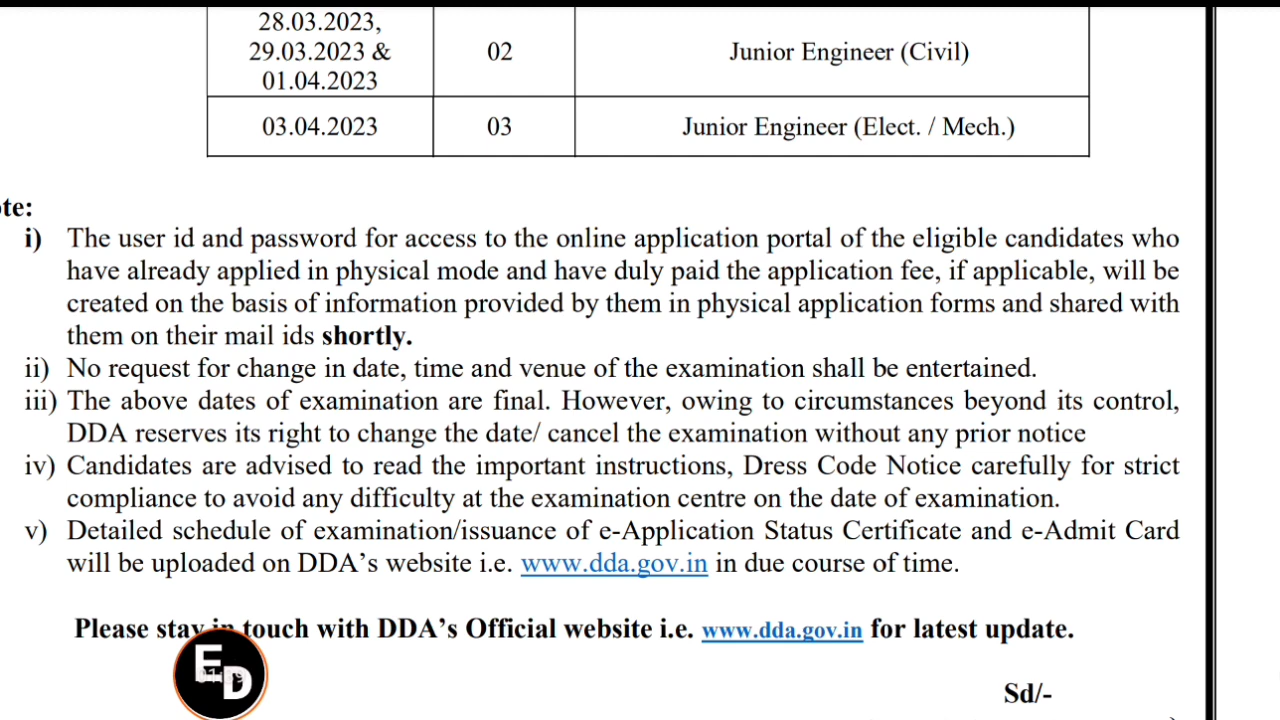 28.03.2023,
29.03.2023 &
01.04.2023
02
Junior Engineer (Civil)
03.04.2023
03
Junior Engineer (Elect. / Mech.)
te:
i) The user id and password for access to the online application portal of the eligible candidates who
have already applied in physical mode and have duly paid the application fee, if applicable, will be
created on the basis of information provided by them in physical application forms and shared with
them on their mail ids shortly.
ii) No request for change in date, time and venue of the examination shall be entertained.
iii) The above dates of examination are final. However, owing to circumstances beyond its control,
DDA reserves its right to change the date/ cancel the examination without any prior notice
iv) Candidates are advised to read the important instructions, Dress Code Notice carefully for strict
compliance to avoid any difficulty at the examination centre on the date of examination.
v) Detailed schedule of examination/issuance of e-Application Status Certificate and e-Admit Card
will be uploaded on DDA's website i.e. www.dda.gov.in in due course of time.
Please stay in touch with DDA's Official website i.e. www.dda.gov.in for latest update.
ED
Sd/-